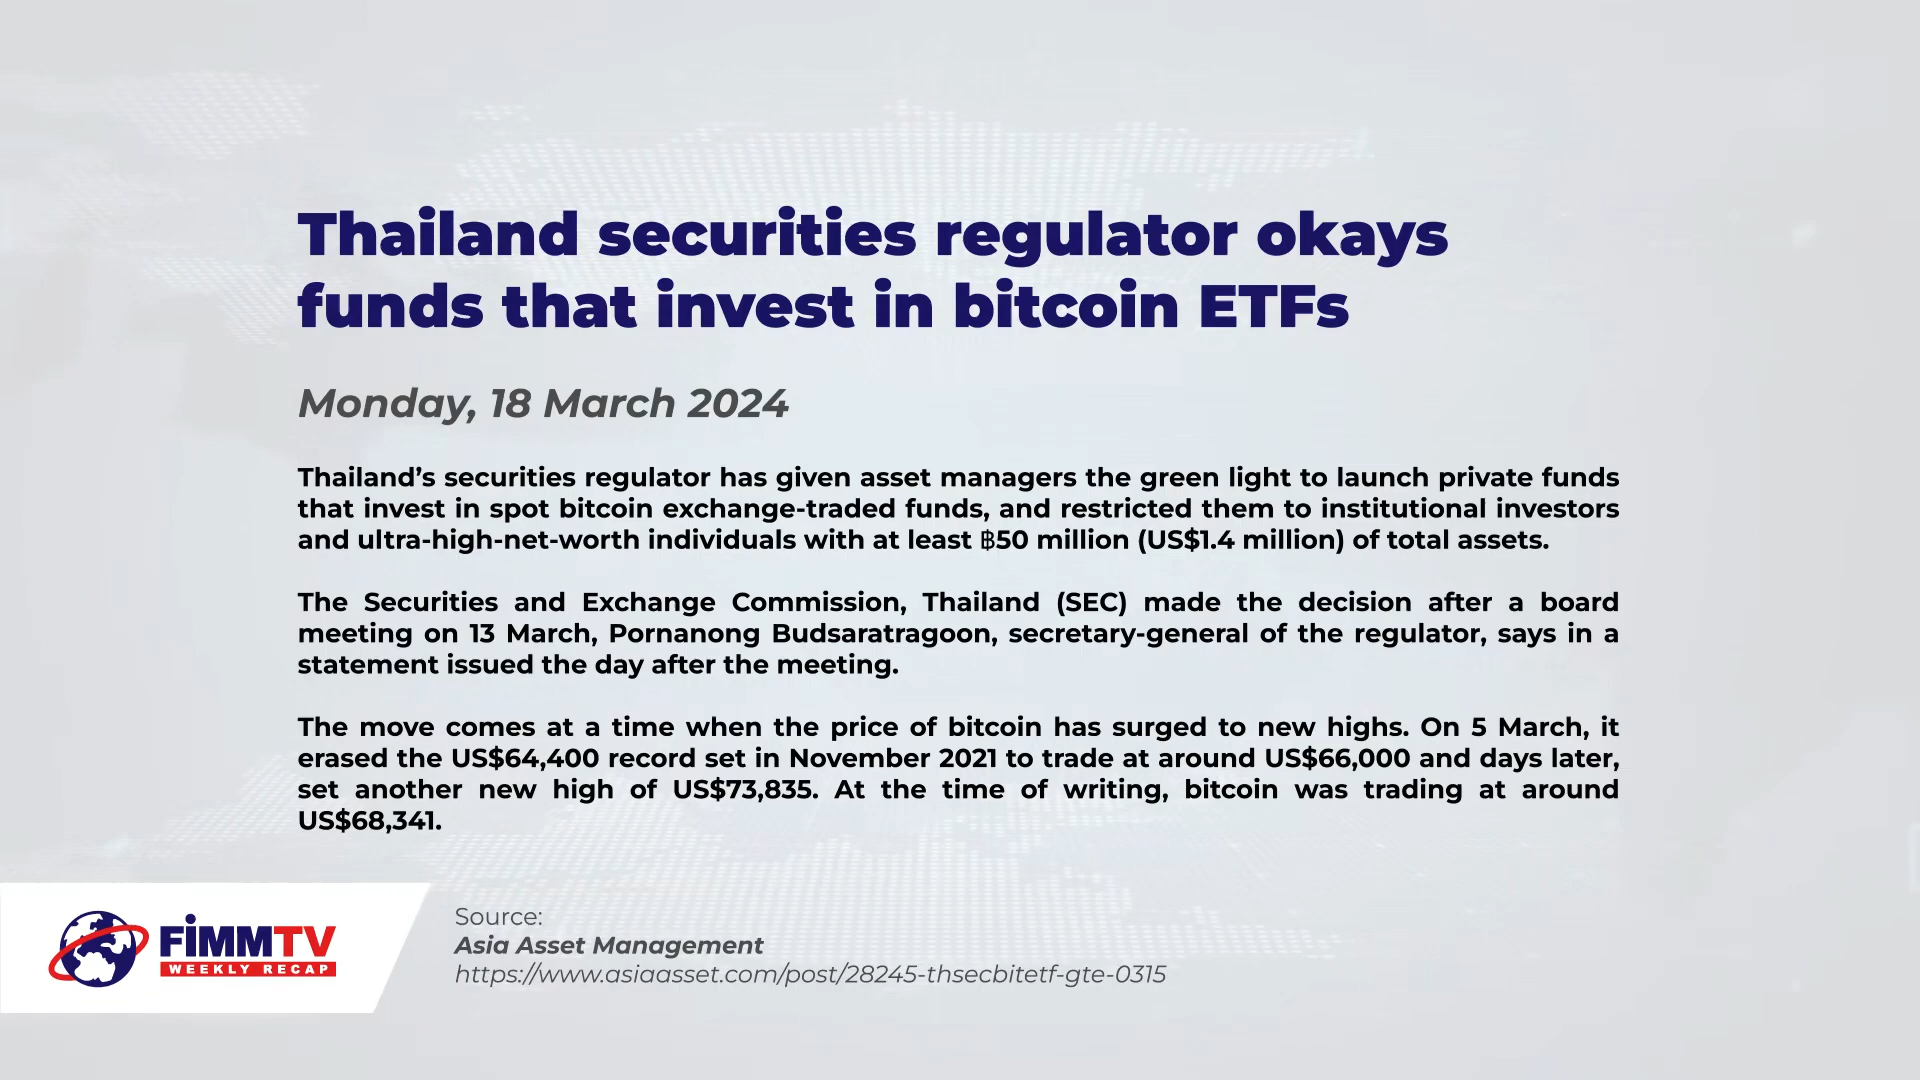 Thailand securities regulator okays
funds that invest in bitcoin ETFs
Monday, 18 March 2024
Thailand’s securities regulator has given asset managers the green light to launch private funds
that invest in spot bitcoin exchange-traded funds, and restricted them to institutional investors
and ultra-high-net-worth individuals with at least ฿50 million (US$1.4 million) of total assets.
The Securities and Exchange Commission, Thailand (SEC) made the decision after a board
meeting on 13 March, Pornanong Budsaratragoon, secretary-general of the regulator, says in a
statement issued the day after the meeting.
The move comes at a time when the price of bitcoin has surged to new highs. On 5 March, it
erased the US$64,400 record set in November 2021 to trade at around US$66,000 and days later,
set another new high of US$73,835. At the time of writing, bitcoin was trading at around
US$68,341.
FiMMTV
WEEKLY RECAP
Source:
Asia Asset Management
https://www.asiaasset.com/post/28245-thsecbitetf-gte-0315